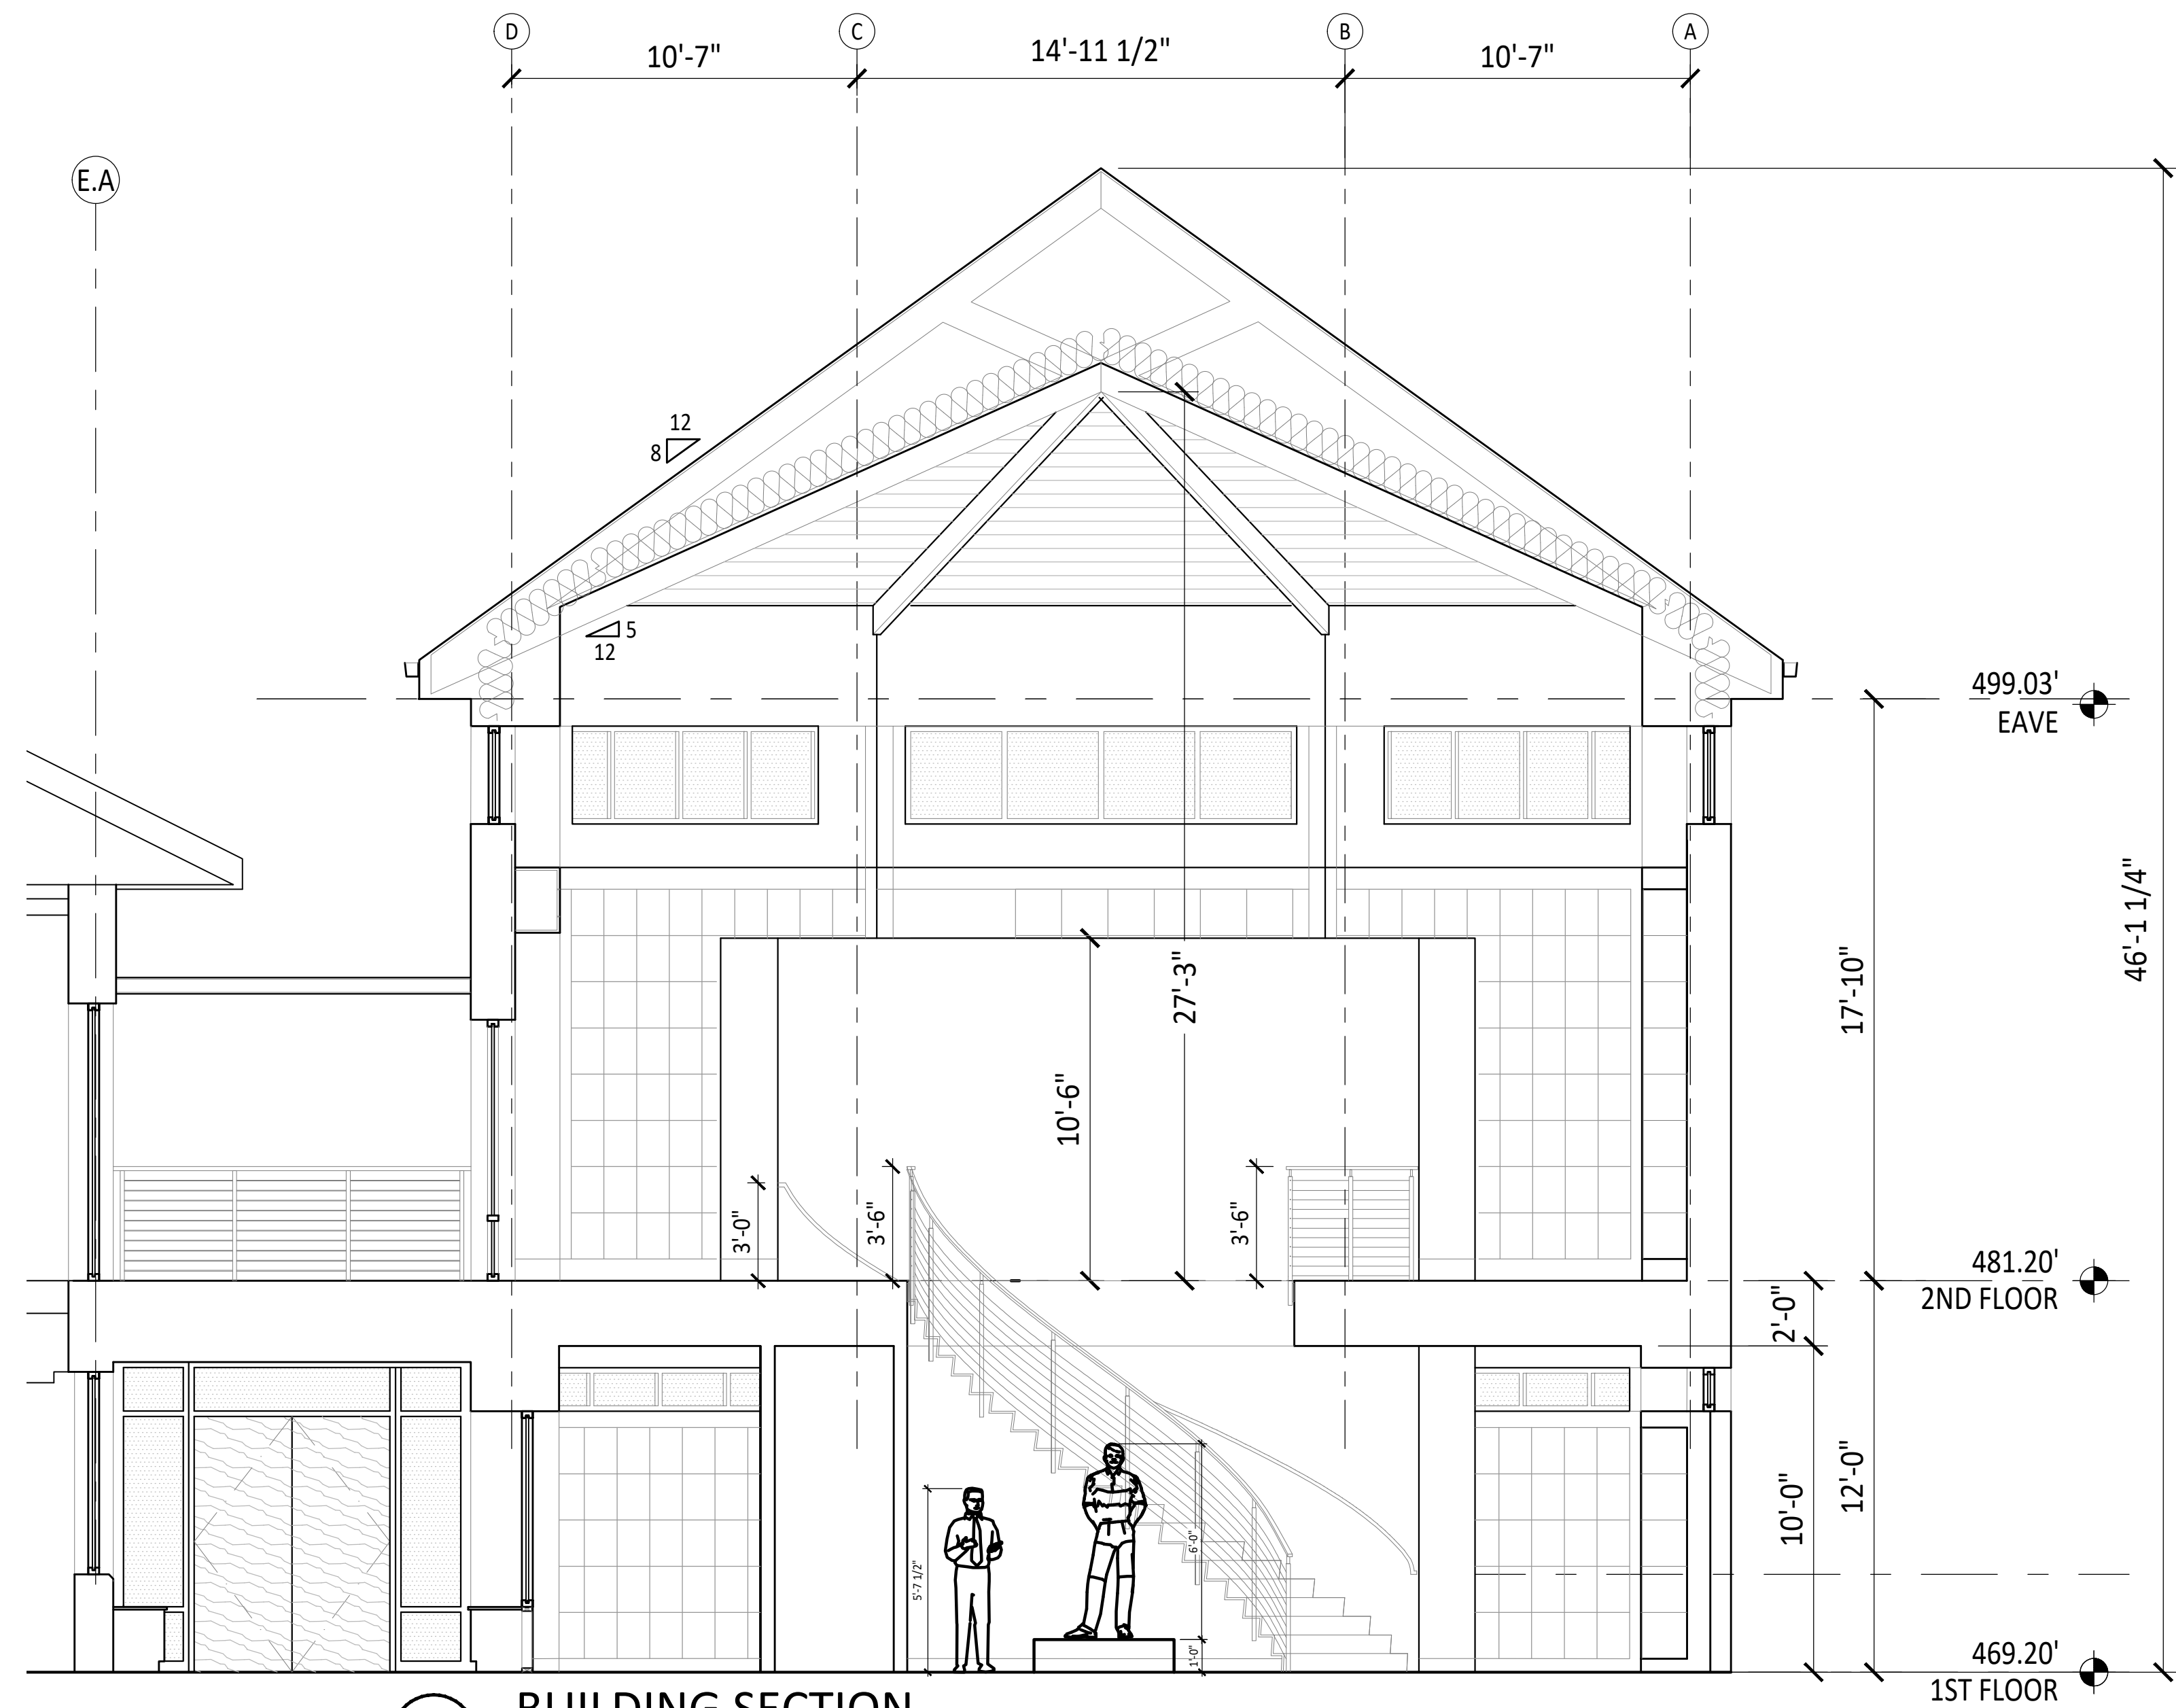 D
C
B
A
10'-7"
14'-11 1/2"
10'-7"
E.A
12
8
5
12
499.03'
EAVE
46'-1 1/4"
17'-10"
27'-3"
10'-6"
3'-0"
3'-6"
3'-6"
481.20'
2ND FLOOR
2'-0"
10'-0"
12'-0"
5'-7 1/2"
6'-0"
1'-0"
469.20'
1ST FLOOR
BUILDING SECTION